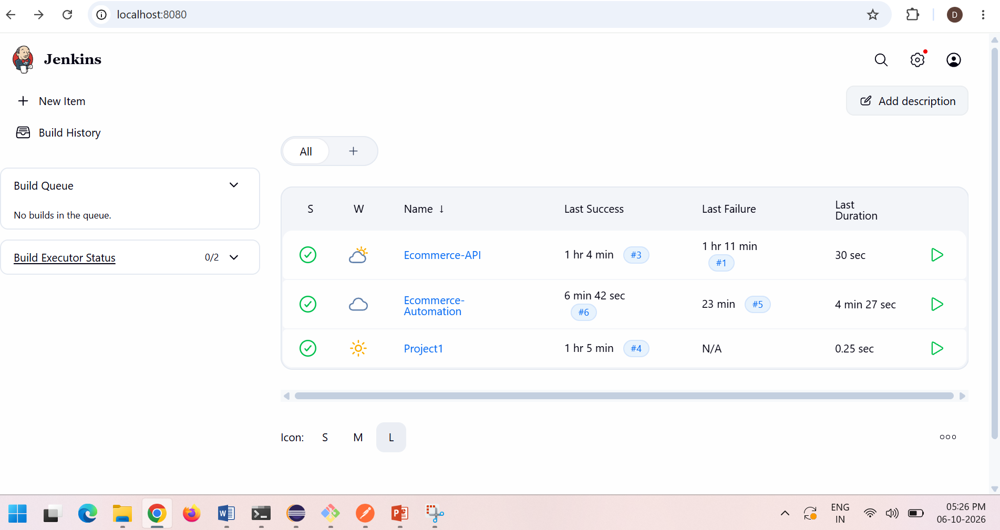 localhost:8080
D
Jenkins
New Item
Build History
Add description
All
Build Queue
No builds in the queue.
Build Executor Status 0/2
S W Name ↓ Last Success Last Failure Last Duration
Ecommerce-API 1 hr 4 min #3 1 hr 11 min #1 30 sec
Ecommerce-Automation 6 min 42 sec #6 23 min #5 4 min 27 sec
Project1 1 hr 5 min #4 N/A 0.25 sec
Icon: S M L
W
P
ENG
IN
05:26 PM
06-10-2026